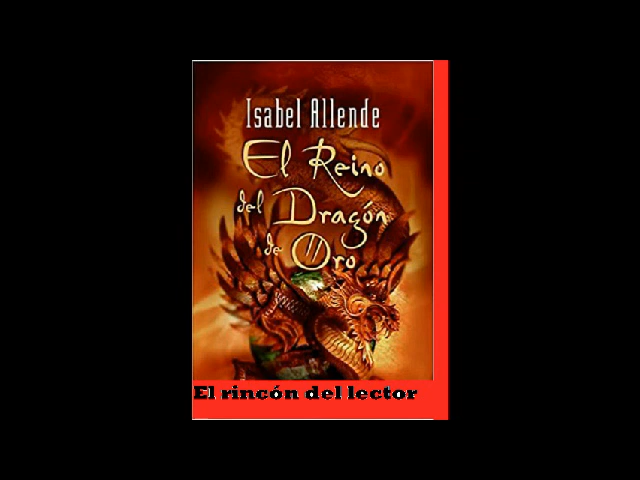 Isabel Allende
El Reino
del Dragón
de Oro
El rincón del lector